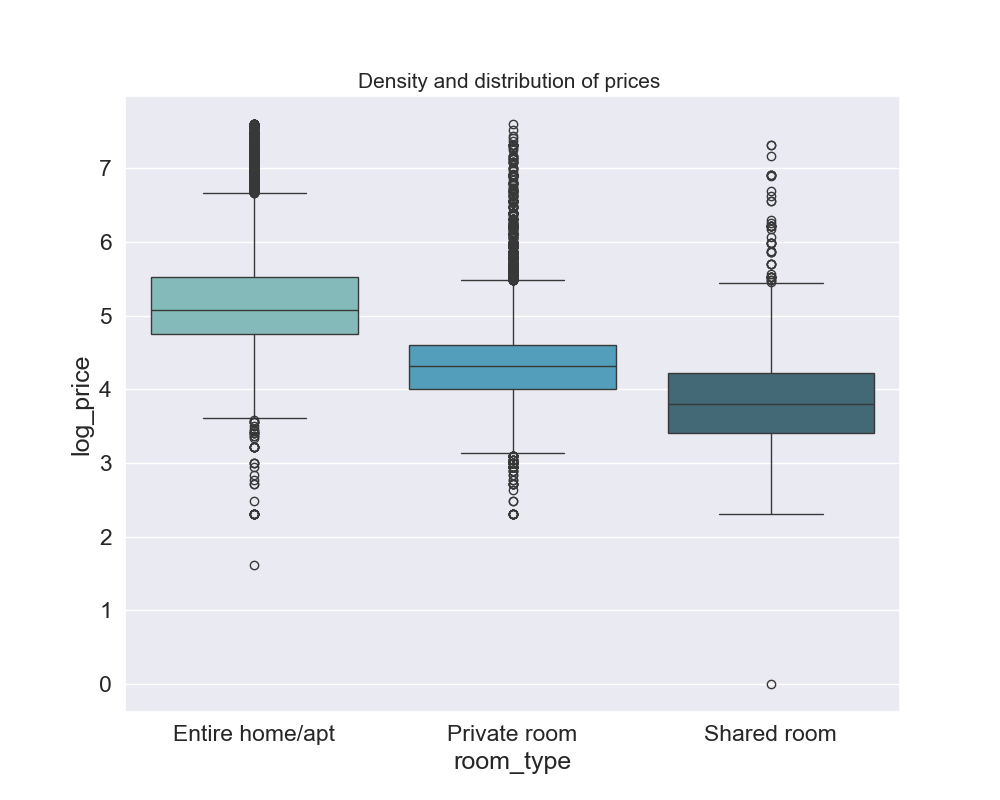 Density and distribution of prices
log_price
7
6
5
4
3
2
1
0
Entire home/apt
Private room
Shared room
room_type